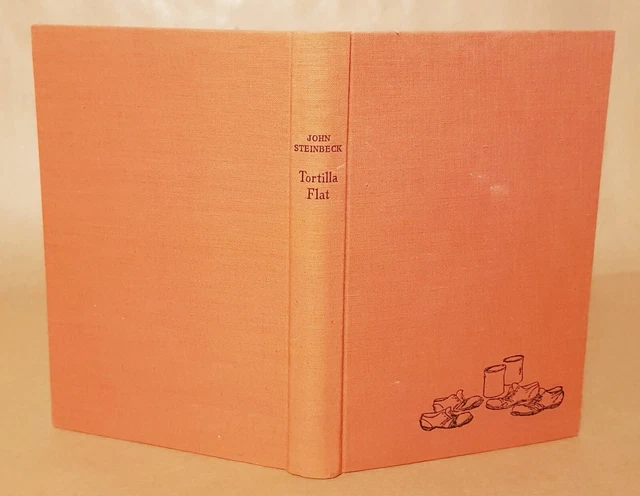 JOHN
STEINBECK
Tortilla
Flat